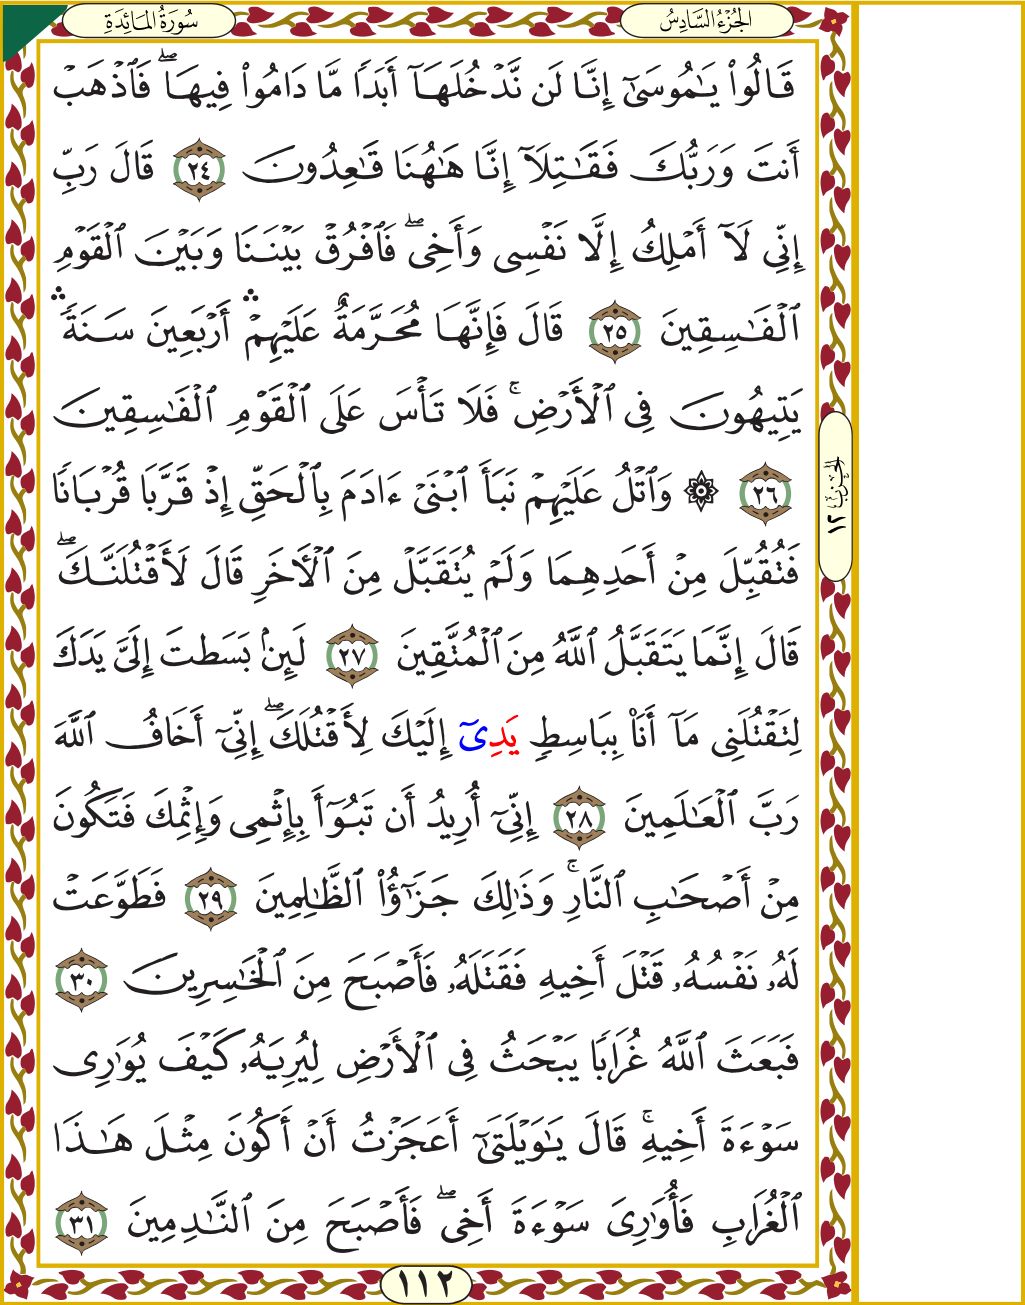 الجُزْءُ السَّادِسُ
سُورَةُ المَائِدَةِ
قَالُواْ يَٰمُوسَىٰٓ إِنَّا لَن نَّدۡخُلَهَآ أَبَدٗا مَّا دَامُواْ فِيهَا ۖ فَٱذۡهَبۡ
أَنتَ وَرَبُّكَ فَقَٰتِلَآ إِنَّا هَٰهُنَا قَٰعِدُونَ ٢٤ قَالَ رَبِّ
إِنِّي لَآ أَمۡلِكُ إِلَّا نَفۡسِي وَأَخِي ۖ فَٱفۡرُقۡ بَيۡنَنَا وَبَيۡنَ ٱلۡقَوۡمِ
ٱلۡفَٰسِقِينَ ٢٥ قَالَ فَإِنَّهَا مُحَرَّمَةٌ عَلَيۡهِمۡ ۛ أَرۡبَعِينَ سَنَةٗ ۛ
يَتِيهُونَ فِي ٱلۡأَرۡضِ ۚ فَلَا تَأۡسَ عَلَى ٱلۡقَوۡمِ ٱلۡفَٰسِقِينَ
٢٦ ۞ وَٱتۡلُ عَلَيۡهِمۡ نَبَأَ ٱبۡنَيۡ ءَادَمَ بِٱلۡحَقِّ إِذۡ قَرَّبَا قُرۡبَانٗا
فَتُقُبِّلَ مِنۡ أَحَدِهِمَا وَلَمۡ يُتَقَبَّلۡ مِنَ ٱلۡأٓخَرِ قَالَ لَأَقۡتُلَنَّكَ ۖ
قَالَ إِنَّمَا يَتَقَبَّلُ ٱللَّهُ مِنَ ٱلۡمُتَّقِينَ ٢٧ لَئِنۢ بَسَطتَ إِلَيَّ يَدَكَ
لِتَقۡتُلَنِي مَآ أَنَا۠ بِبَاسِطٖ يَدِيَ إِلَيۡكَ لِأَقۡتُلَكَ ۖ إِنِّيٓ أَخَافُ ٱللَّهَ
رَبَّ ٱلۡعَٰلَمِينَ ٢٨ إِنِّيٓ أُرِيدُ أَن تَبُوٓأَ بِإِثۡمِي وَإِثۡمِكَ فَتَكُونَ
مِنۡ أَصۡحَٰبِ ٱلنَّارِ ۚ وَذَٰلِكَ جَزَٰٓؤُاْ ٱلظَّٰلِمِينَ ٢٩ فَطَوَّعَتۡ
لَهُۥ نَفۡسُهُۥ قَتۡلَ أَخِيهِ فَقَتَلَهُۥ فَأَصۡبَحَ مِنَ ٱلۡخَٰسِرِينَ ٣٠
فَبَعَثَ ٱللَّهُ غُرَابٗا يَبۡحَثُ فِي ٱلۡأَرۡضِ لِيُرِيَهُۥ كَيۡفَ يُوَٰرِي
سَوۡءَةَ أَخِيهِ ۚ قَالَ يَٰوَيۡلَتَىٰٓ أَعَجَزۡتُ أَنۡ أَكُونَ مِثۡلَ هَٰذَا
ٱلۡغُرَابِ فَأُوَٰرِيَ سَوۡءَةَ أَخِي ۖ فَأَصۡبَحَ مِنَ ٱلنَّٰدِمِينَ ٣١
الحزب ١٢
١١٢